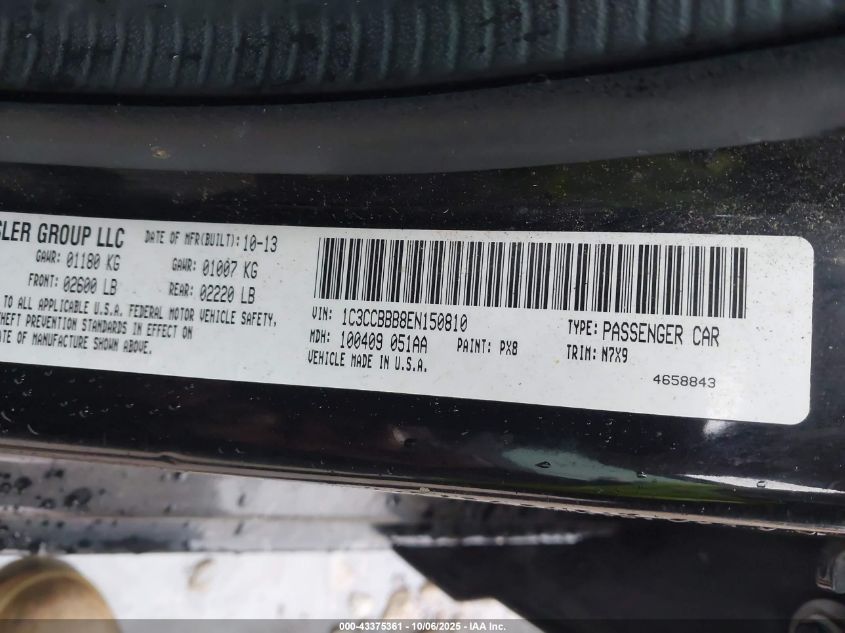 SLER GROUP LLC DATE OF MFR(BUILT): 10-13
GAWR: 01180 KG GAWR: 01007 KG
FRONT: 02600 LB REAR: 02220 LB
TO ALL APPLICABLE U.S.A. FEDERAL MOTOR VEHICLE SAFETY,
HEFT PREVENTION STANDARDS IN EFFECT ON
ATE OF MANUFACTURE SHOWN ABOVE.
VIN: 1C3CCBBB8EN150810 TYPE: PASSENGER CAR
MDH: 100409 051AA PAINT: PX8 TRIM: N7X9
VEHICLE MADE IN U.S.A. 4658843
000-43375361 - 10/06/2025 - IAA Inc.